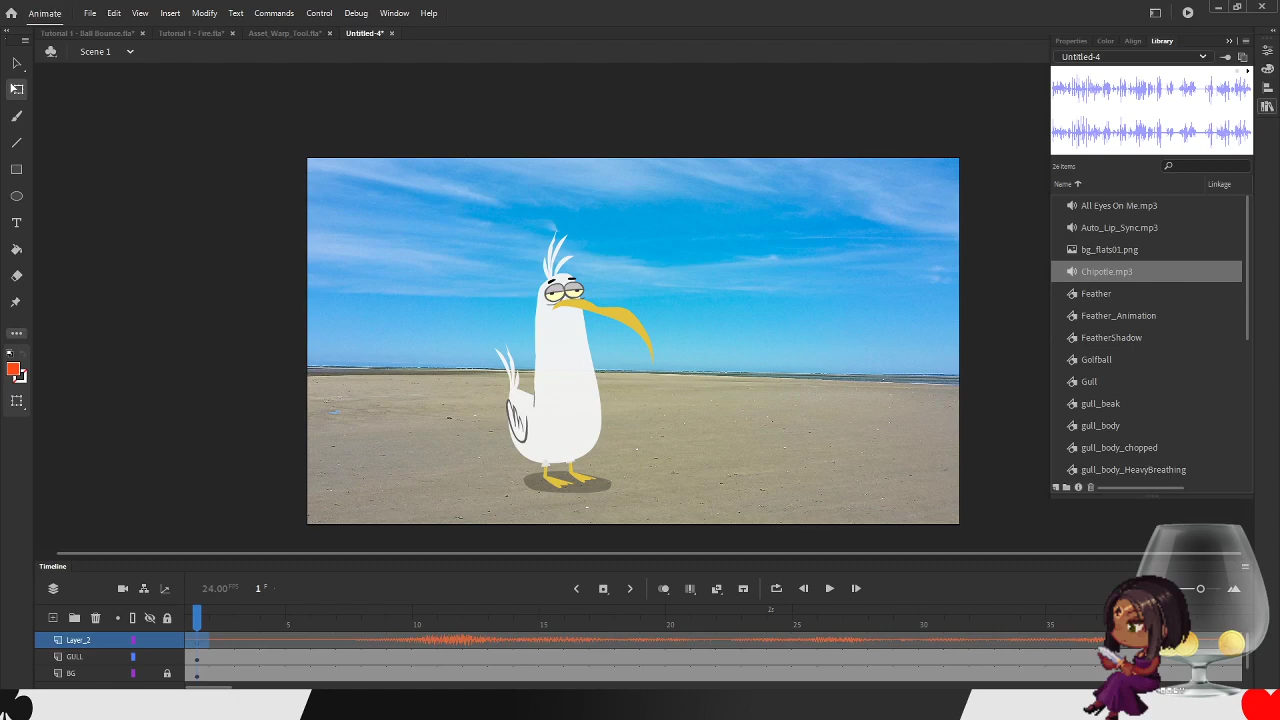 Animate File Edit View Insert Modify Text Commands Control Debug Window Help
Tutorial 1 - Ball Bounce.fla* Tutorial 1 - Fire.fla* Asset_Warp_Tool.fla* Untitled-4*
Scene 1
Properties Color Align Library
Untitled-4
26 items
Name Linkage
All Eyes On Me.mp3
Auto_Lip_Sync.mp3
bg_flats01.png
Chipotle.mp3
Feather
Feather_Animation
FeatherShadow
Golfball
Gull
gull_beak
gull_body
gull_body_chopped
gull_body_HeavyBreathing
Timeline
24.00 FPS 1 F
2s
5 10 15 20 25 30 35
Layer_2
GULL
BG